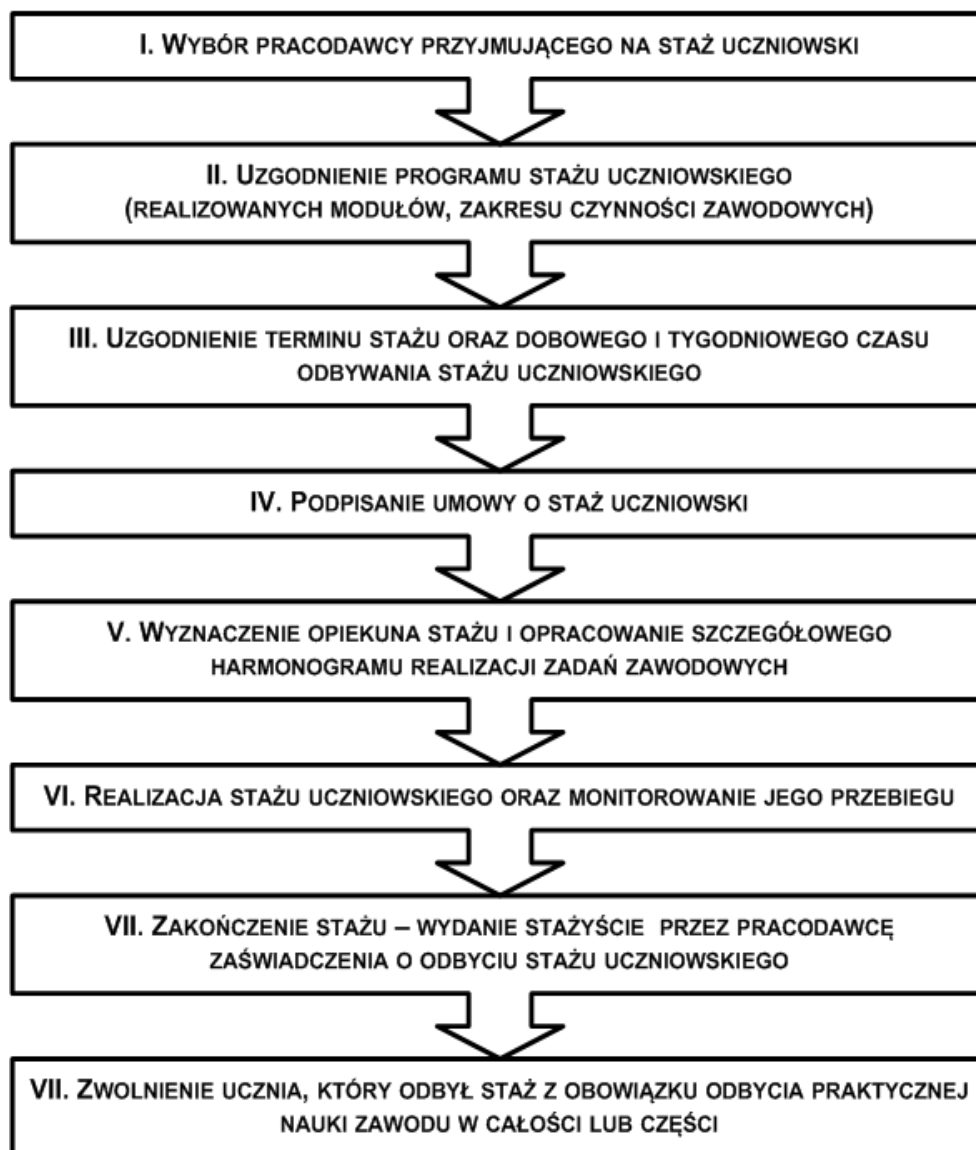 I. Wybór pracodawcy przyjmującego na staż uczniowski
II. Uzgodnienie programu stażu uczniowskiego
(realizowanych modułów, zakresu czynności zawodowych)
III. Uzgodnienie terminu stażu oraz dobowego i tygodniowego czasu
odbywania stażu uczniowskiego
IV. Podpisanie umowy o staż uczniowski
V. Wyznaczenie opiekuna stażu i opracowanie szczegółowego
harmonogramu realizacji zadań zawodowych
VI. Realizacja stażu uczniowskiego oraz monitorowanie jego przebiegu
VII. Zakończenie stażu – wydanie stażyście przez pracodawcę
zaświadczenia o odbyciu stażu uczniowskiego
VII. Zwolnienie ucznia, który odbył staż z obowiązku odbycia praktycznej
nauki zawodu w całości lub części